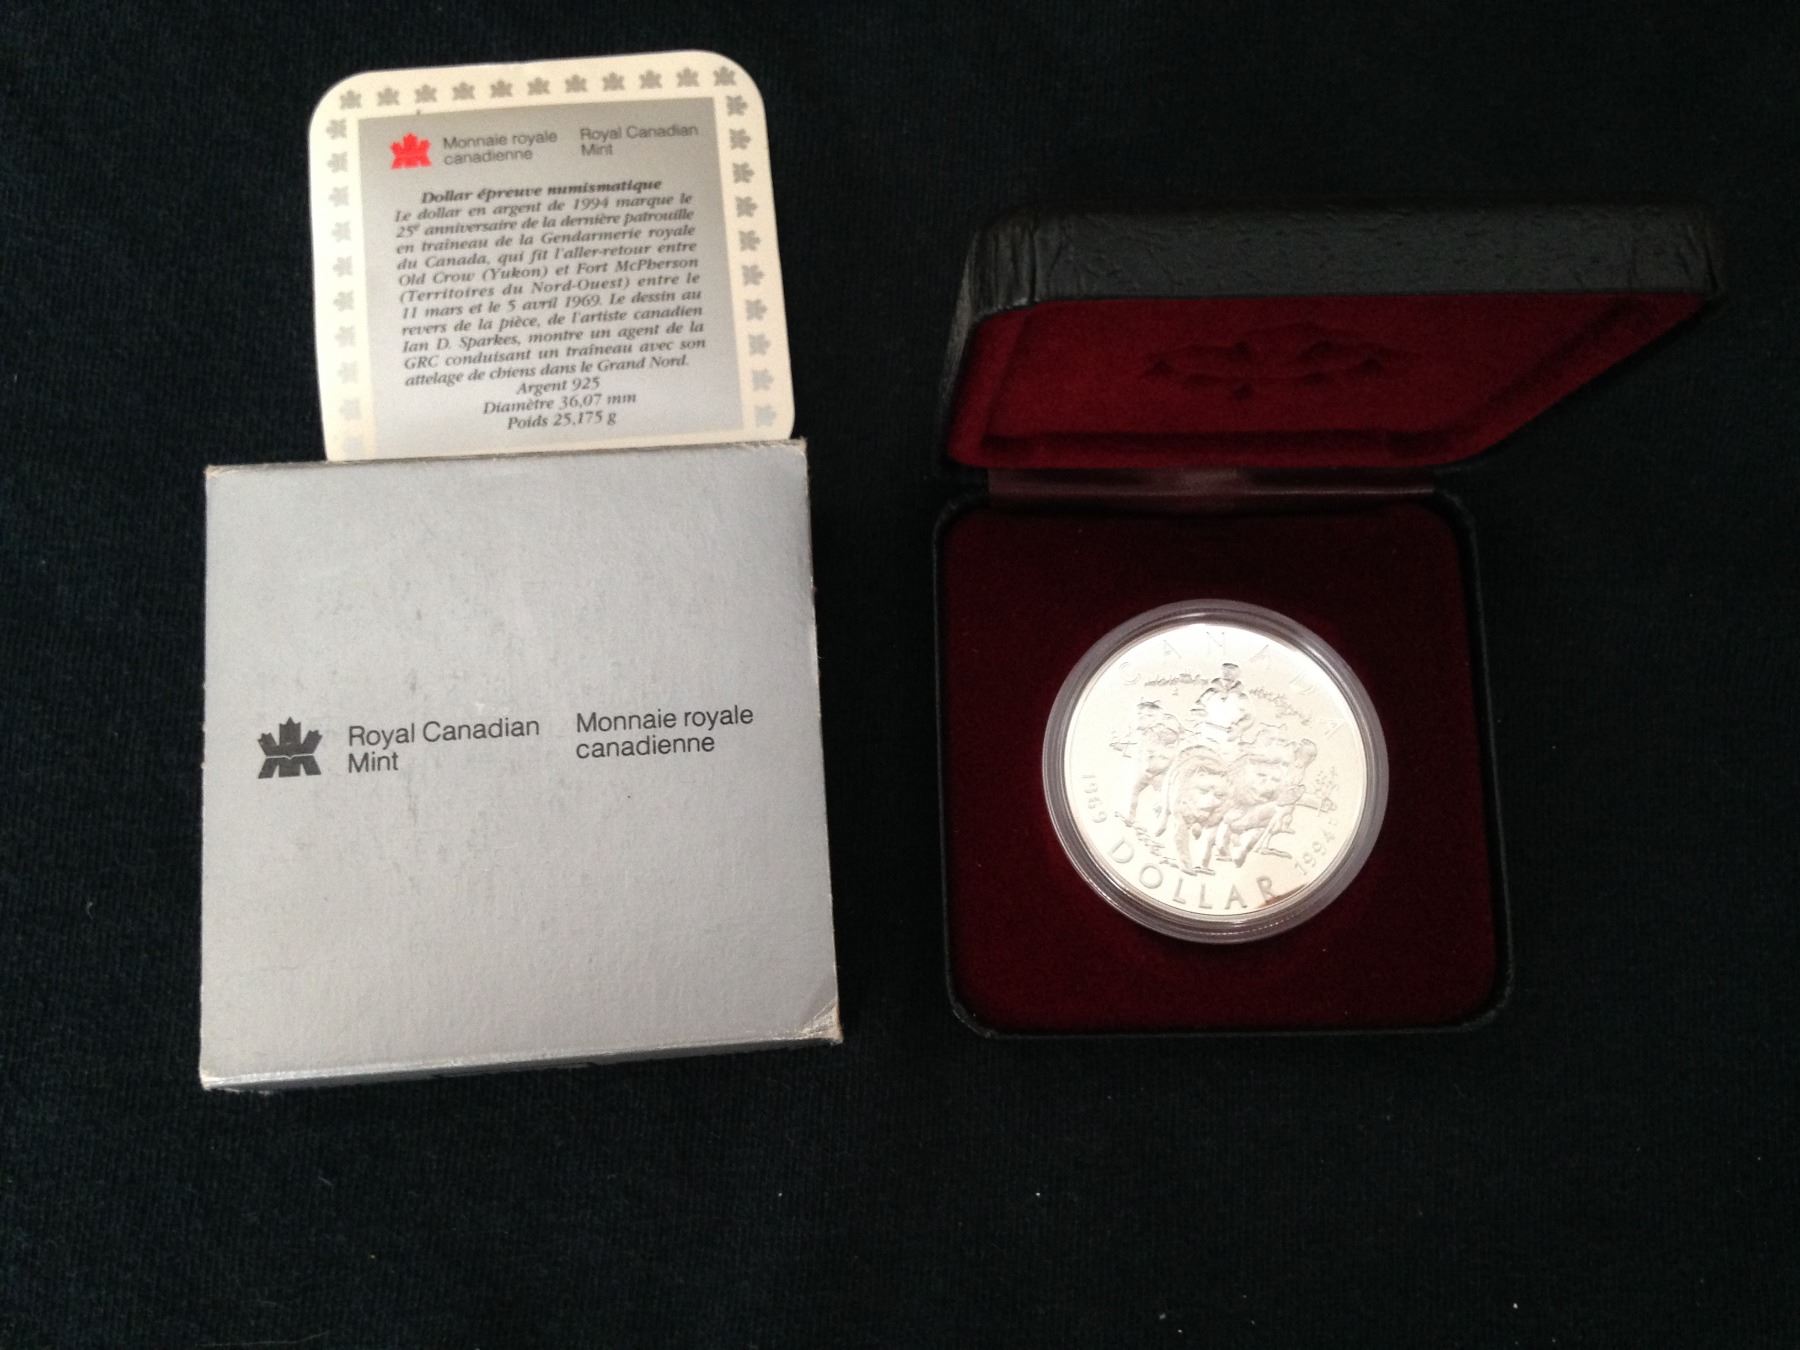 Monnaie royale
canadienne
Royal Canadian
Mint
Dollar épreuve numismatique
Le dollar en argent de 1994 marque le
25e anniversaire de la dernière patrouille
en traîneau de la Gendarmerie royale
du Canada, qui fit l'aller-retour entre
Old Crow (Yukon) et Fort McPherson
(Territoires du Nord-Ouest) entre le
11 mars et le 5 avril 1969. Le dessin au
revers de la pièce, de l'artiste canadien
Ian D. Sparkes, montre un agent de la
GRC conduisant un traîneau avec son
attelage de chiens dans le Grand Nord.
Argent 925
Diamètre 36,07 mm
Poids 25,175 g
Royal Canadian
Mint
Monnaie royale
canadienne
CANADA
1969
DOLLAR
1994